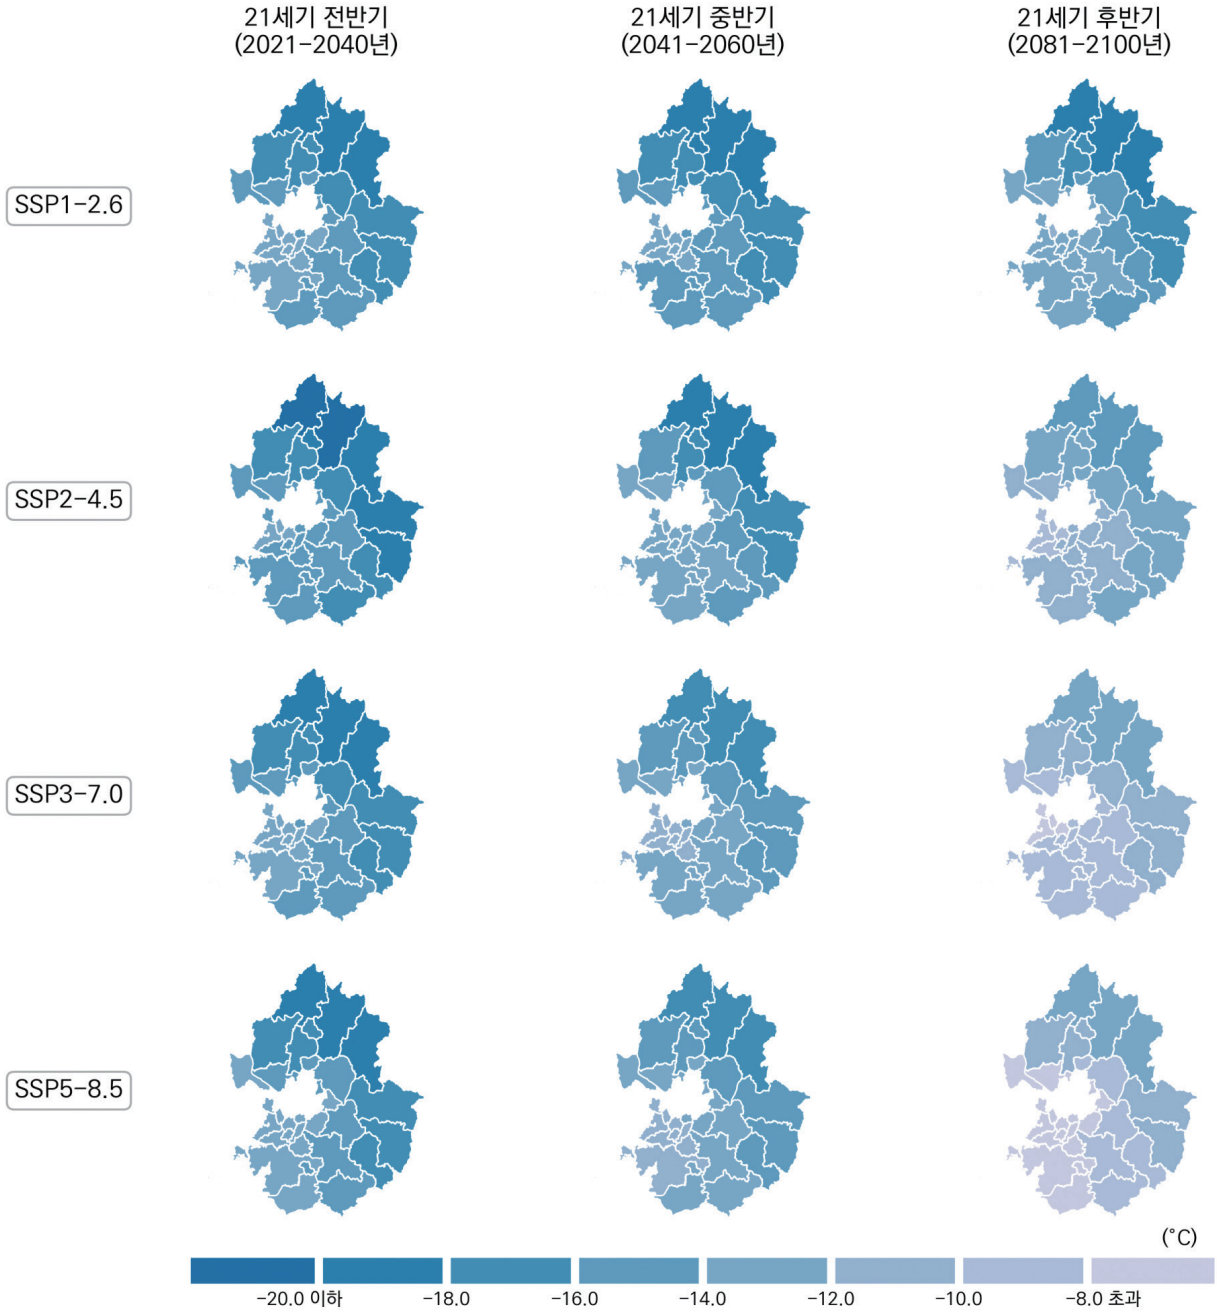 21세기 전반기
(2021-2040년)
21세기 중반기
(2041-2060년)
21세기 후반기
(2081-2100년)
SSP1-2.6
SSP2-4.5
SSP3-7.0
SSP5-8.5
(°C)
-20.0 이하
-18.0
-16.0
-14.0
-12.0
-10.0
-8.0 초과